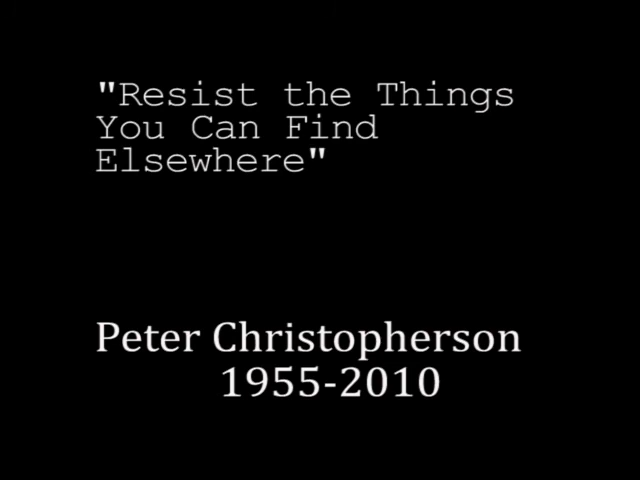 "Resist the Things
You Can Find
Elsewhere"
Peter Christopherson
1955-2010